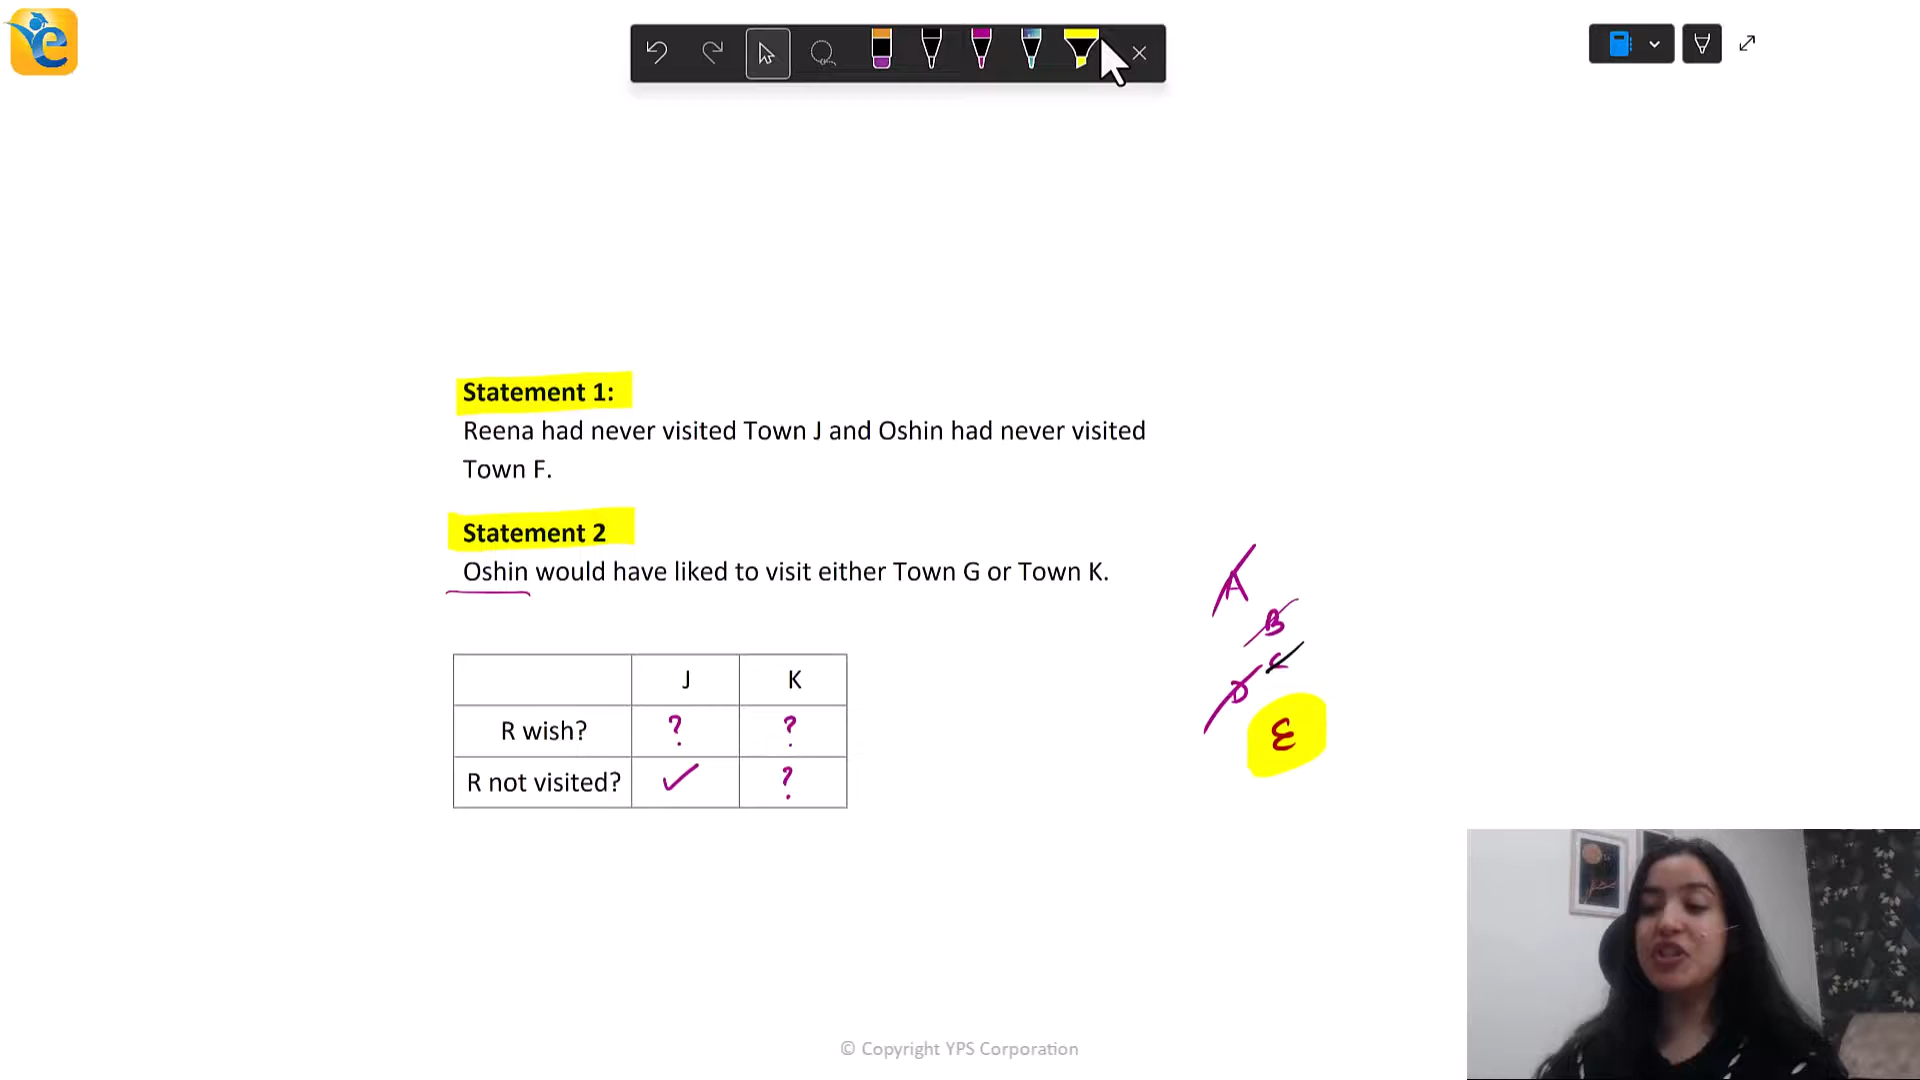 e
Statement 1:
Reena had never visited Town J and Oshin had never visited
Town F.
Statement 2
Oshin would have liked to visit either Town G or Town K.
A
B
C
D
E
J K
R wish? ? ?
R not visited? ✓ ?
© Copyright YPS Corporation